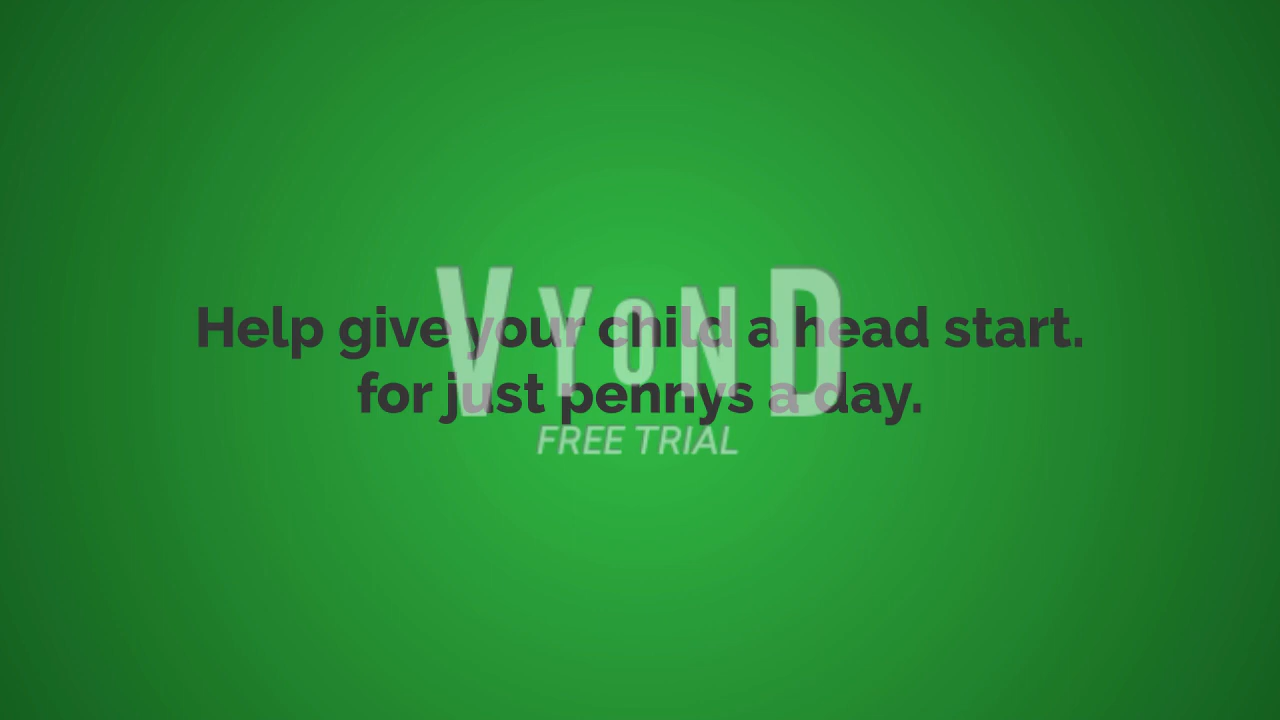 Help give your child a head start.
for just pennys a day.
VYOND
FREE TRIAL